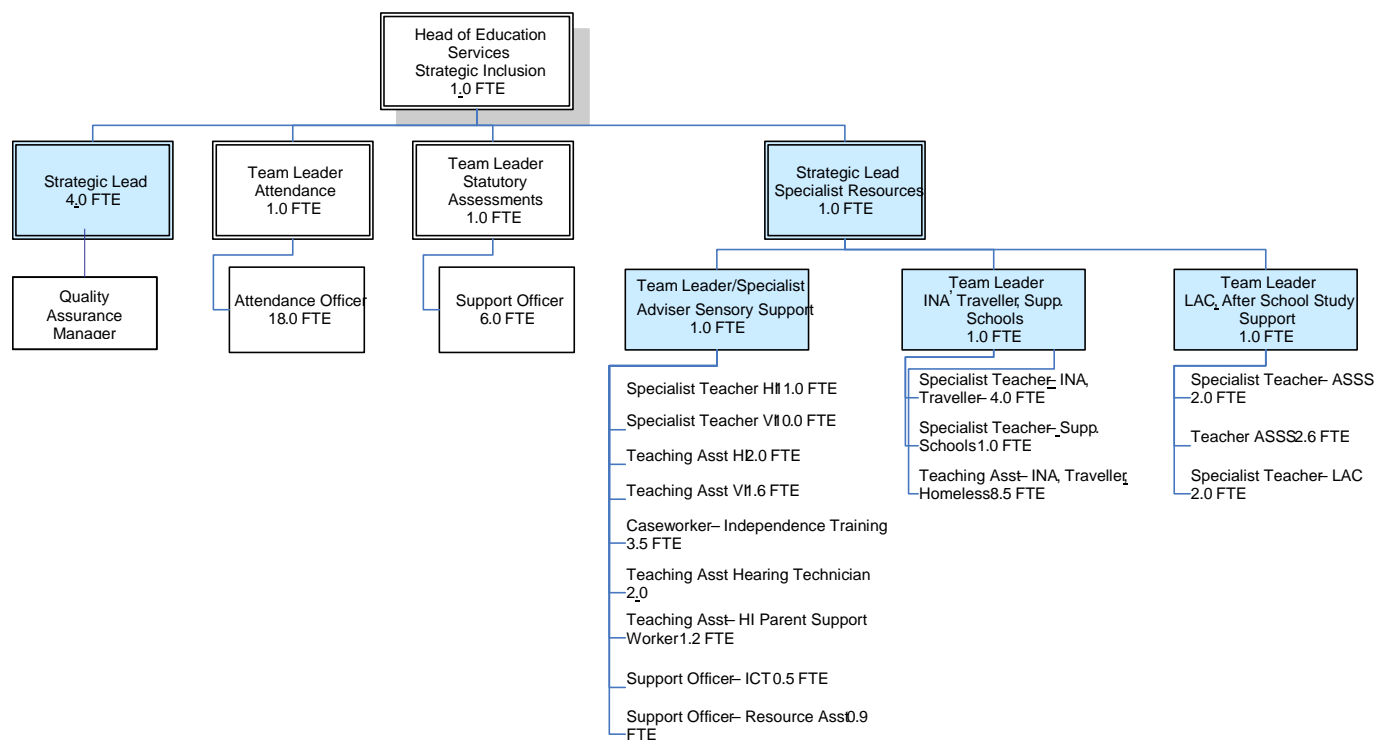 Head of Education
Services
Strategic Inclusion
1.0 FTE
Strategic Lead
4.0 FTE
Team Leader
Attendance
1.0 FTE
Team Leader
Statutory
Assessments
1.0 FTE
Strategic Lead
Specialist Resources
1.0 FTE
Quality
Assurance
Manager
Attendance Officer
18.0 FTE
Support Officer
6.0 FTE
Team Leader/Specialist
Adviser Sensory Support
1.0 FTE
Team Leader
INA, Traveller, Supp.
Schools
1.0 FTE
Team Leader
LAC, After School Study
Support
1.0 FTE
Specialist Teacher HI 11.0 FTE
Specialist Teacher VI 10.0 FTE
Teaching Asst HI 2.0 FTE
Teaching Asst VI 1.6 FTE
Caseworker– Independence Training
3.5 FTE
Teaching Asst Hearing Technician
2.0
Teaching Asst– HI Parent Support
Worker 1.2 FTE
Support Officer– ICT 0.5 FTE
Support Officer– Resource Asst 0.9
FTE
Specialist Teacher– INA,
Traveller– 4.0 FTE
Specialist Teacher– Supp.
Schools 1.0 FTE
Teaching Asst– INA, Traveller,
Homeless 8.5 FTE
Specialist Teacher– ASSS
2.0 FTE
Teacher ASSS 2.6 FTE
Specialist Teacher– LAC
2.0 FTE